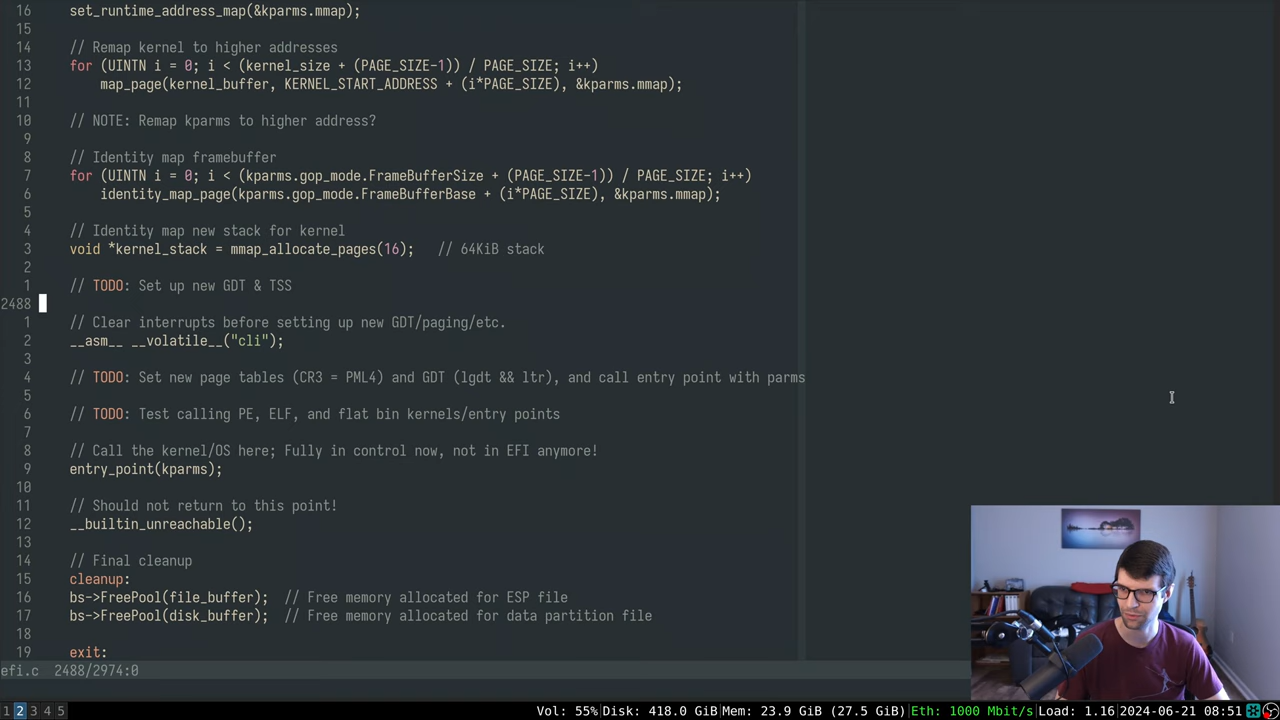 16 set_runtime_address_map(&kparms.mmap);
15
14 // Remap kernel to higher addresses
13 for (UINTN i = 0; i < (kernel_size + (PAGE_SIZE-1)) / PAGE_SIZE; i++)
12 map_page(kernel_buffer, KERNEL_START_ADDRESS + (i*PAGE_SIZE), &kparms.mmap);
11
10 // NOTE: Remap kparms to higher address?
9
8 // Identity map framebuffer
7 for (UINTN i = 0; i < (kparms.gop_mode.FrameBufferSize + (PAGE_SIZE-1)) / PAGE_SIZE; i++)
6 identity_map_page(kparms.gop_mode.FrameBufferBase + (i*PAGE_SIZE), &kparms.mmap);
5
4 // Identity map new stack for kernel
3 void *kernel_stack = mmap_allocate_pages(16); // 64KiB stack
2
1 // TODO: Set up new GDT & TSS
2488
1 // Clear interrupts before setting up new GDT/paging/etc.
2 __asm__ __volatile__("cli");
3
4 // TODO: Set new page tables (CR3 = PML4) and GDT (lgdt && ltr), and call entry point with parms
5
6 // TODO: Test calling PE, ELF, and flat bin kernels/entry points
7
8 // Call the kernel/OS here; Fully in control now, not in EFI anymore!
9 entry_point(kparms);
10
11 // Should not return to this point!
12 __builtin_unreachable();
13
14 // Final cleanup
15 cleanup:
16 bs->FreePool(file_buffer); // Free memory allocated for ESP file
17 bs->FreePool(disk_buffer); // Free memory allocated for data partition file
18
19 exit:
efi.c 2488/2974:0
1 2 3 4 5 Vol: 55% Disk: 418.0 GiB Mem: 23.9 GiB (27.5 GiB) Eth: 1000 Mbit/s Load: 1.16 2024-06-21 08:51